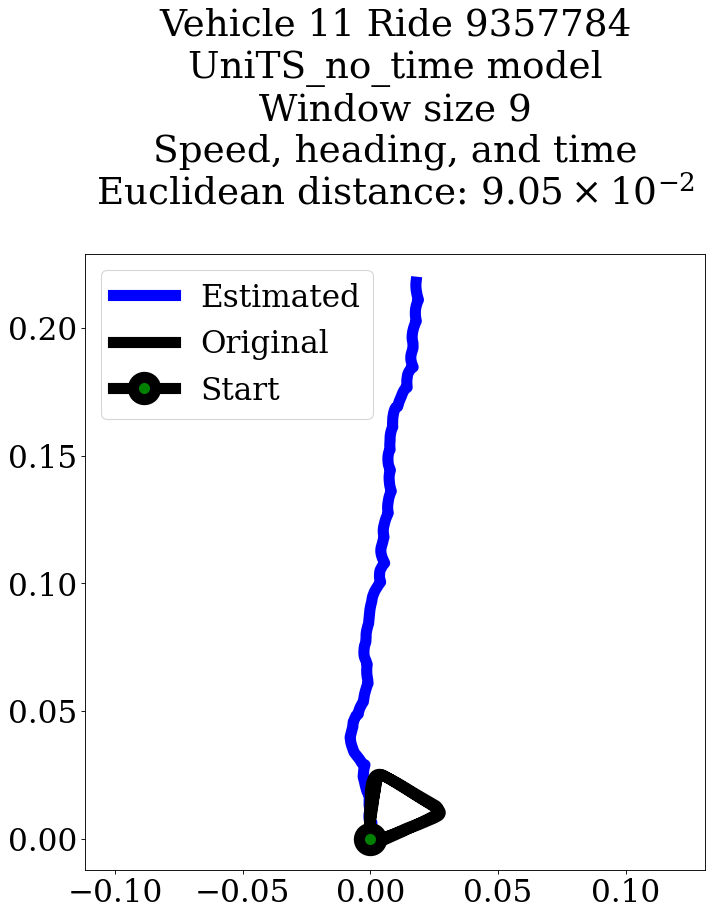 Vehicle 11 Ride 9357784
UniTS_no_time model
Window size 9
Speed, heading, and time
Euclidean distance: 9.05 × 10⁻²
Estimated
Original
Start
0.20
0.15
0.10
0.05
0.00
−0.10 −0.05 0.00 0.05 0.10